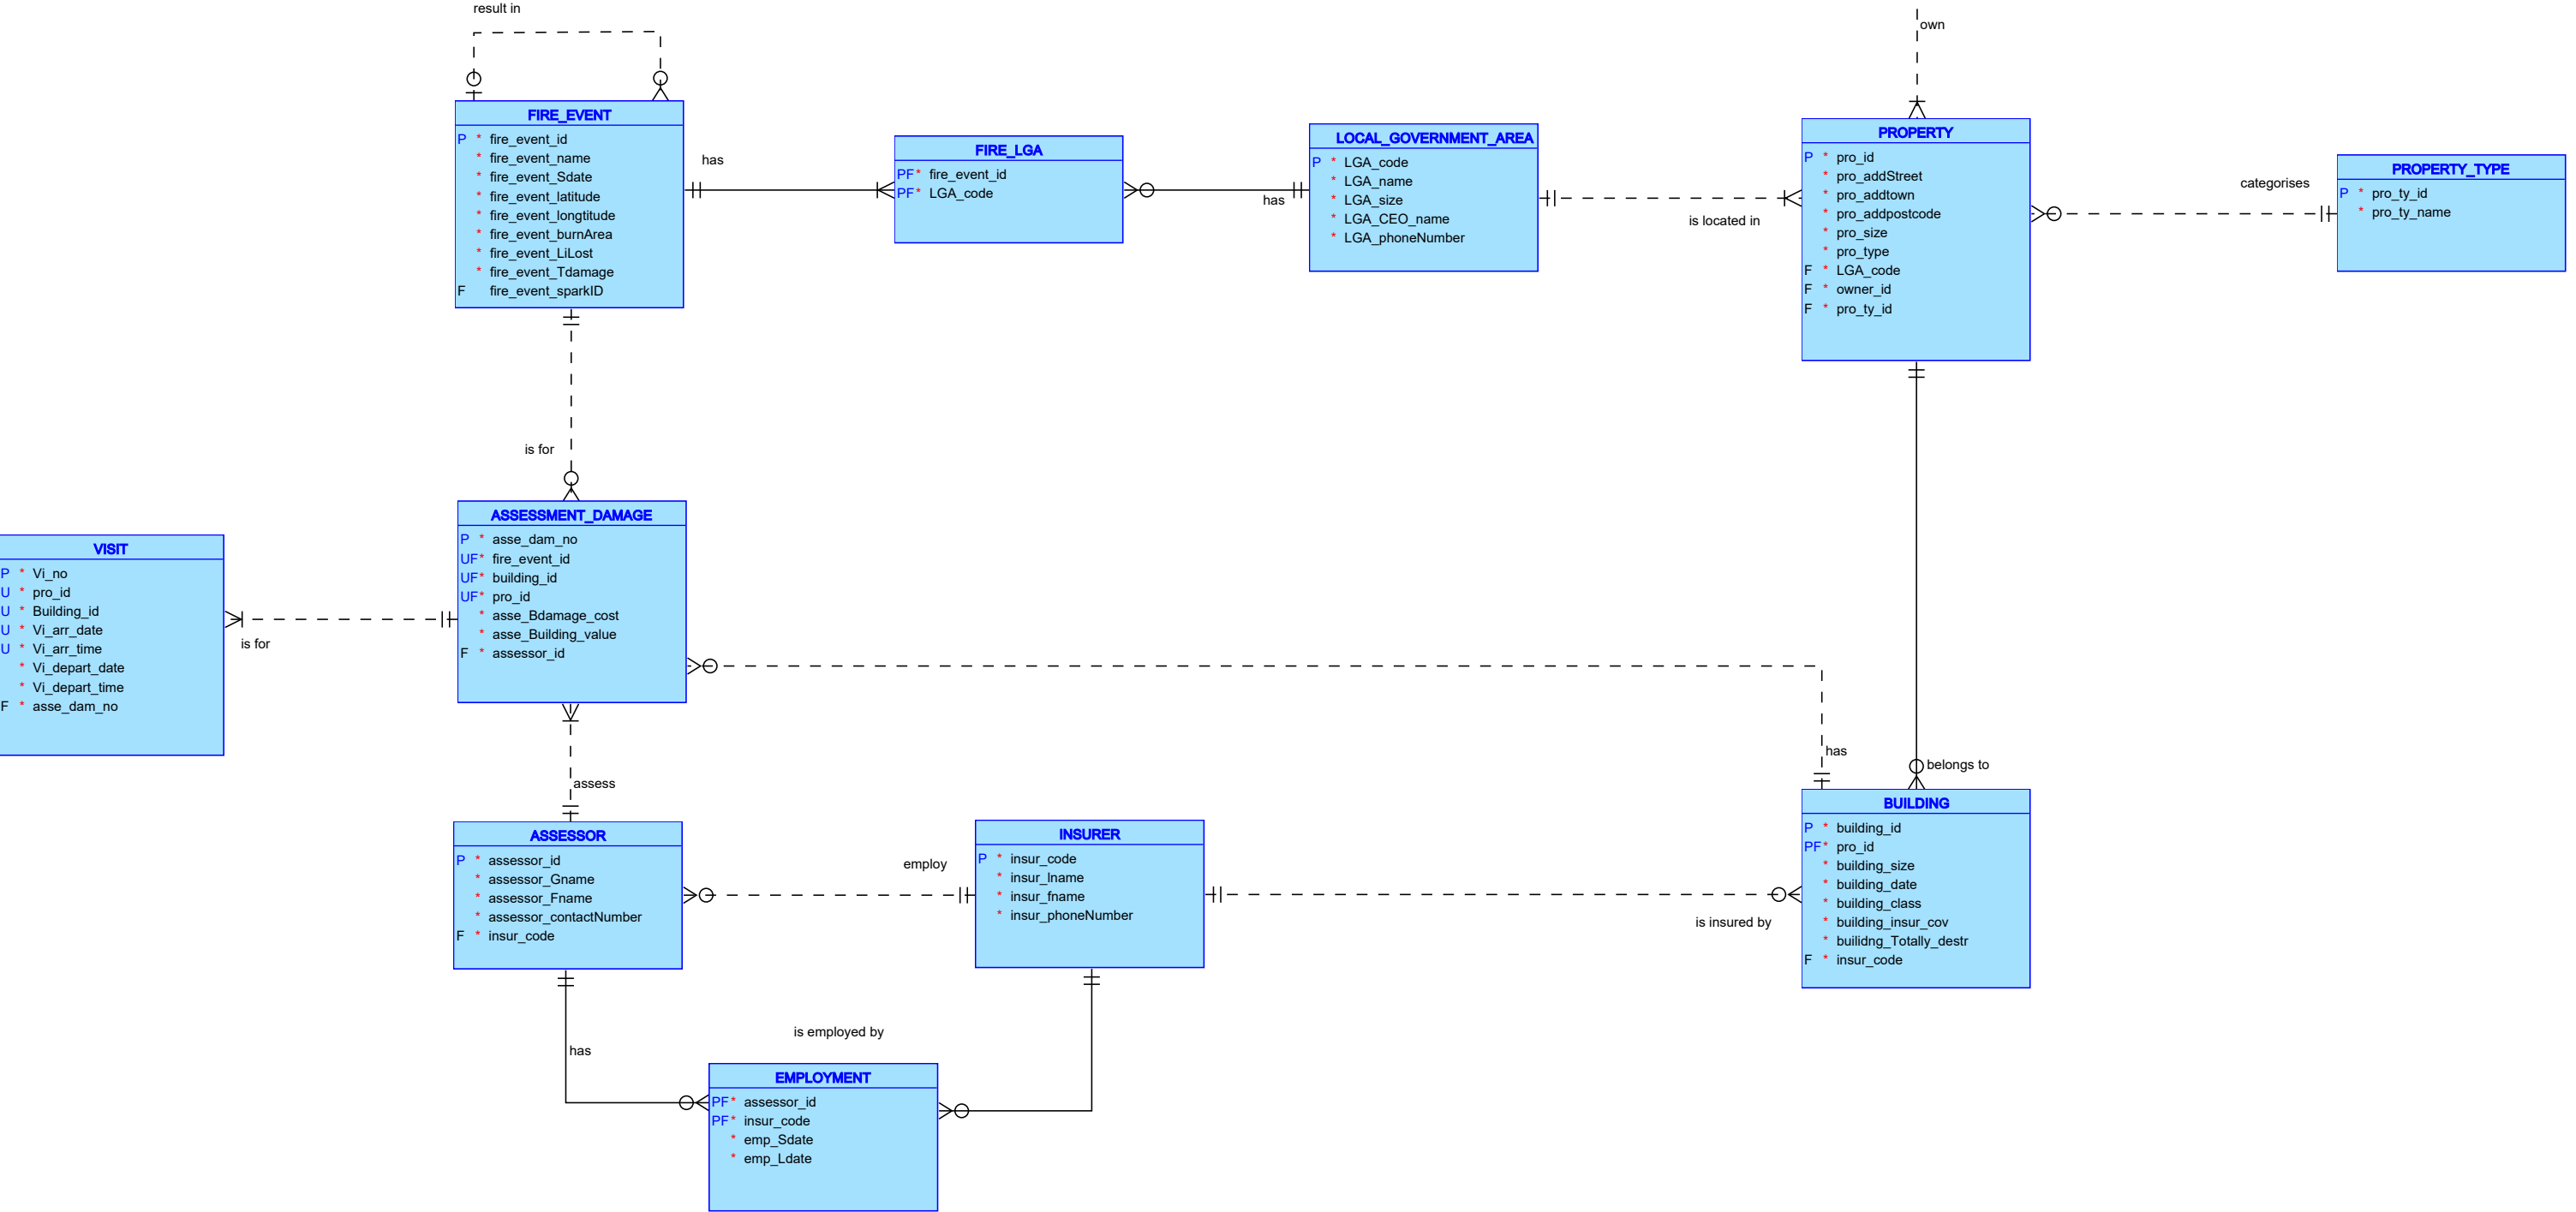 result in
own
FIRE_EVENT
P * fire_event_id
* fire_event_name
* fire_event_Sdate
* fire_event_latitude
* fire_event_longtitude
* fire_event_burnArea
* fire_event_LiLost
* fire_event_Tdamage
F fire_event_sparkID
has
FIRE_LGA
PF* fire_event_id
PF* LGA_code
has
LOCAL_GOVERNMENT_AREA
P * LGA_code
* LGA_name
* LGA_size
* LGA_CEO_name
* LGA_phoneNumber
is located in
PROPERTY
P * pro_id
* pro_addStreet
* pro_addtown
* pro_addpostcode
* pro_size
* pro_type
F * LGA_code
F * owner_id
F * pro_ty_id
categorises
PROPERTY_TYPE
P * pro_ty_id
* pro_ty_name
is for
VISIT
P * Vi_no
U * pro_id
U * Building_id
U * Vi_arr_date
U * Vi_arr_time
* Vi_depart_date
* Vi_depart_time
F * asse_dam_no
is for
ASSESSMENT_DAMAGE
P * asse_dam_no
UF* fire_event_id
UF* building_id
UF* pro_id
* asse_Bdamage_cost
* asse_Building_value
F * assessor_id
has
belongs to
assess
ASSESSOR
P * assessor_id
* assessor_Gname
* assessor_Fname
* assessor_contactNumber
F * insur_code
employ
INSURER
P * insur_code
* insur_lname
* insur_fname
* insur_phoneNumber
is insured by
BUILDING
P * building_id
PF* pro_id
* building_size
* building_date
* building_class
* building_insur_cov
* builidng_Totally_destr
F * insur_code
is employed by
has
EMPLOYMENT
PF* assessor_id
PF* insur_code
* emp_Sdate
* emp_Ldate